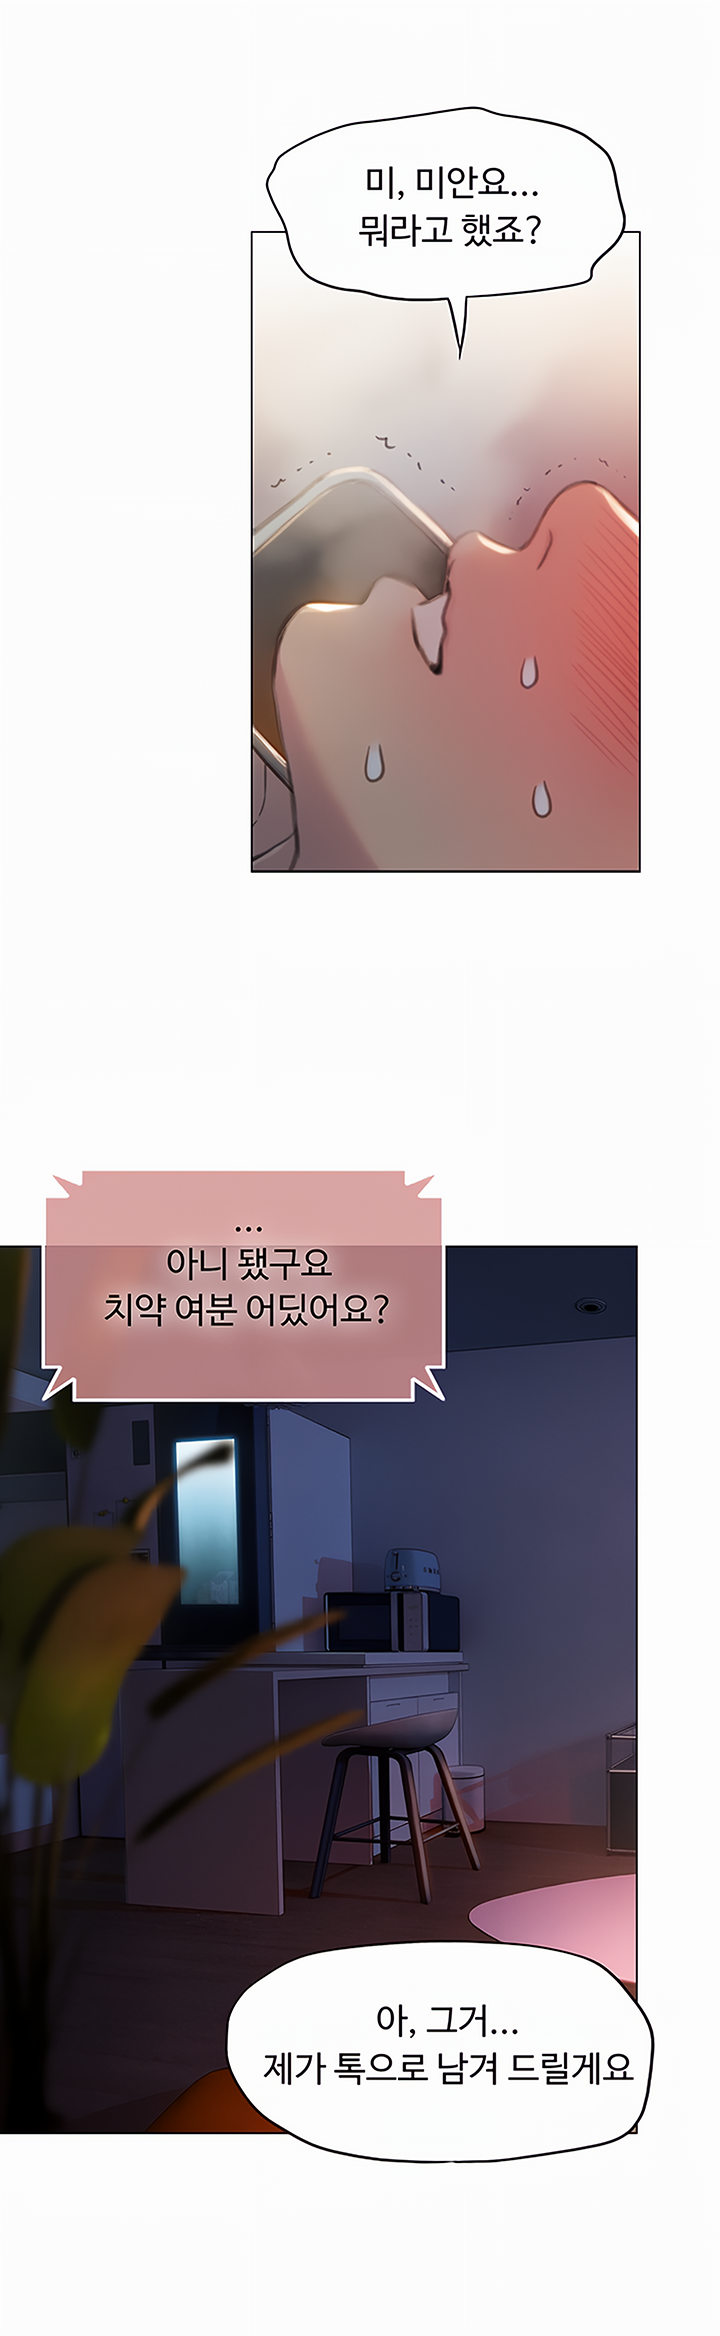 미, 미안요...
뭐라고 했죠?
...
아니 됐구요
치약 여분 어딨어요?
아, 그거...
제가 톡으로 남겨 드릴게요